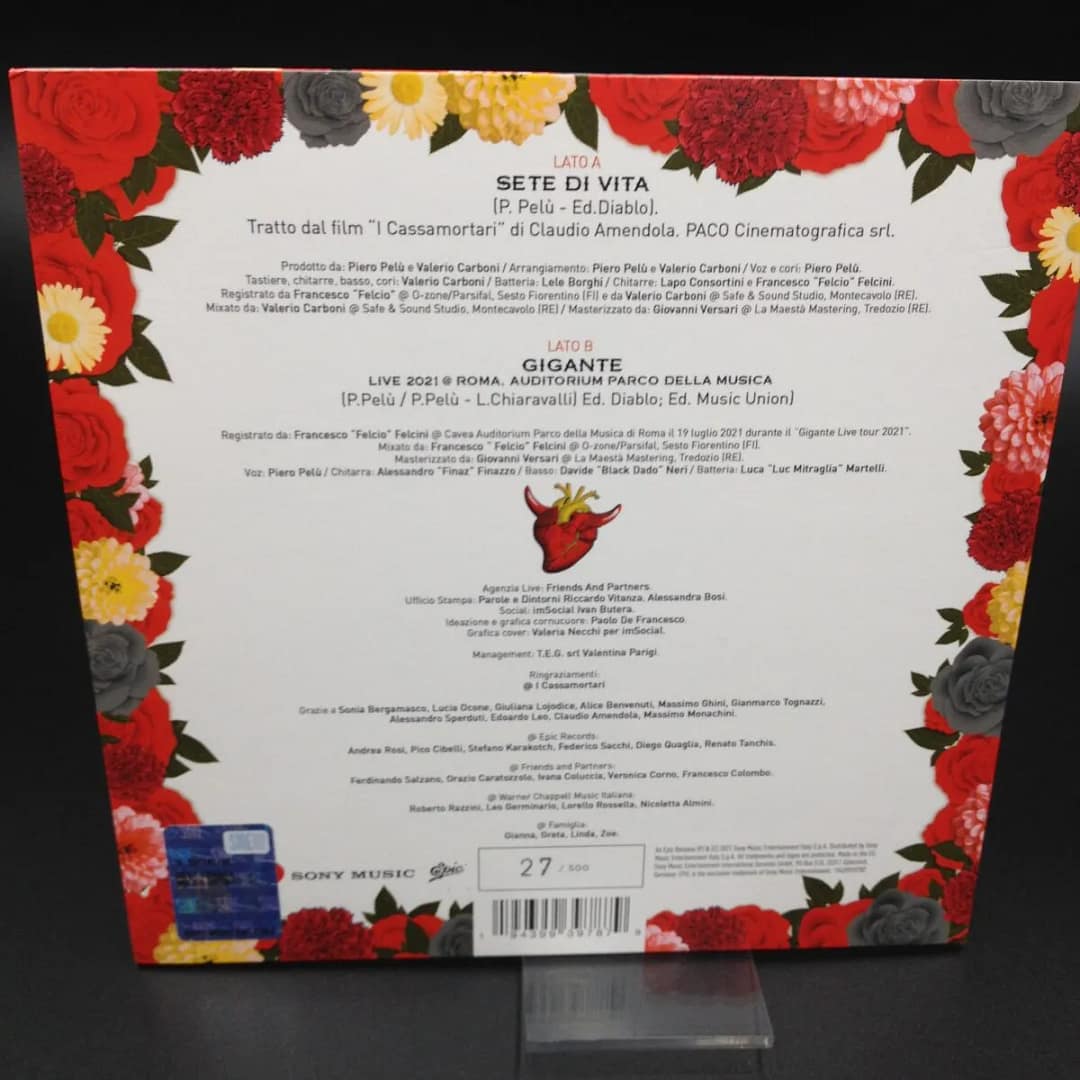 LATO A
SETE DI VITA
(P. Pelù - Ed.Diablo).
Tratto dal film "I Cassamortari" di Claudio Amendola. PACO Cinematografica srl.
Prodotto da: Piero Pelù e Valerio Carboni / Arrangiamento: Piero Pelù e Valerio Carboni / Voz e cori: Piero Pelù.
Tastiere, chitarre, basso, cori: Valerio Carboni / Batteria: Lele Borghi / Chitarre: Lapo Consortini e Francesco "Felcio" Felcini.
Registrato da Francesco "Felcio" @ O-zone/Parsifal, Sesto Fiorentino (FI) e da Valerio Carboni @ Safe & Sound Studio, Montecavolo (RE).
Mixato da: Valerio Carboni @ Safe & Sound Studio, Montecavolo (RE) / Masterizzato da: Giovanni Versari @ La Maestà Mastering, Tredozio (RE).
LATO B
GIGANTE
LIVE 2021 @ ROMA, AUDITORIUM PARCO DELLA MUSICA
(P.Pelù / P.Pelù - L.Chiaravalli) Ed. Diablo; Ed. Music Union)
Registrato da: Francesco "Felcio" Felcini @ Cavea Auditorium Parco della Musica di Roma il 19 luglio 2021 durante il "Gigante Live tour 2021".
Mixato da: Francesco " Felcio" Felcini @ O-zone/Parsifal, Sesto Fiorentino (FI).
Masterizzato da: Giovanni Versari @ La Maestà Mastering, Tredozio (RE).
Voz: Piero Pelù / Chitarra: Alessandro "Finaz" Finazzo / Basso: Davide "Black Dado" Neri / Batteria: Luca "Luc Mitraglia" Martelli.
Agenzia Live: Friends And Partners.
Ufficio Stampa: Parole e Dintorni Riccardo Vitanza, Alessandra Bosi.
Social: imSocial Ivan Butera.
Ideazione e grafica cornucuore: Paolo De Francesco.
Grafica cover: Valeria Necchi per imSocial.
Management: T.E.G. srl Valentina Parigi.
Ringraziamenti:
@ I Cassamortari
Grazie a Sonia Bergamasco, Lucia Ocone, Giuliana Lojodice, Alice Benvenuti, Massimo Ghini, Gianmarco Tognazzi,
Alessandro Sperduti, Edoardo Leo, Claudio Amendola, Massimo Monachini.
@ Epic Records:
Andrea Rosi, Pico Cibelli, Stefano Karakotch, Federico Sacchi, Diego Quaglia, Renato Tanchis.
@ Friends and Partners:
Ferdinando Salzano, Orazio Caratozzolo, Ivana Coluccia, Veronica Corno, Francesco Colombo.
@ Warner Chappell Music Italiana:
Roberto Razzini, Leo Germinario, Lorello Rossella, Nicoletta Almini.
@ Famiglia:
Gianna, Greta, Linda, Zoe.
SONY MUSIC
Epic
27 / 500
1 94399 39787 9